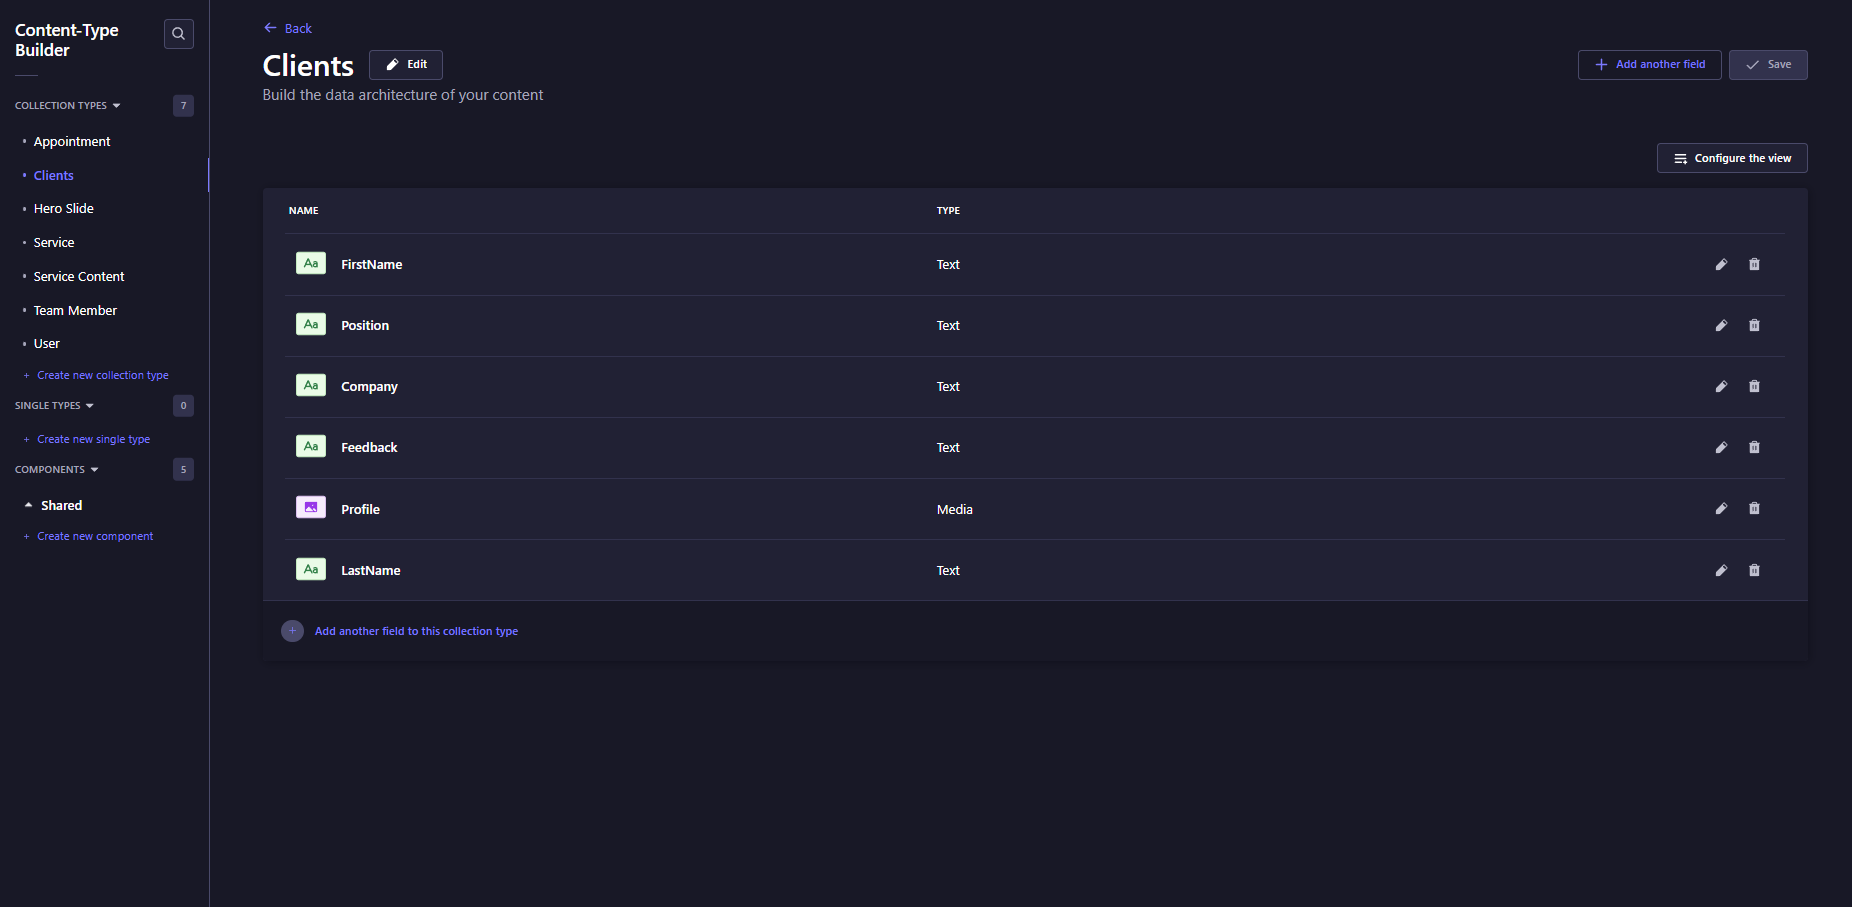 Content-Type
Builder
COLLECTION TYPES
7
Appointment
Clients
Hero Slide
Service
Service Content
Team Member
User
+ Create new collection type
SINGLE TYPES
0
+ Create new single type
COMPONENTS
5
Shared
+ Create new component
Back
Clients
Edit
Build the data architecture of your content
Add another field
Save
Configure the view
NAME TYPE
Aa FirstName Text
Aa Position Text
Aa Company Text
Aa Feedback Text
Profile Media
Aa LastName Text
Add another field to this collection type